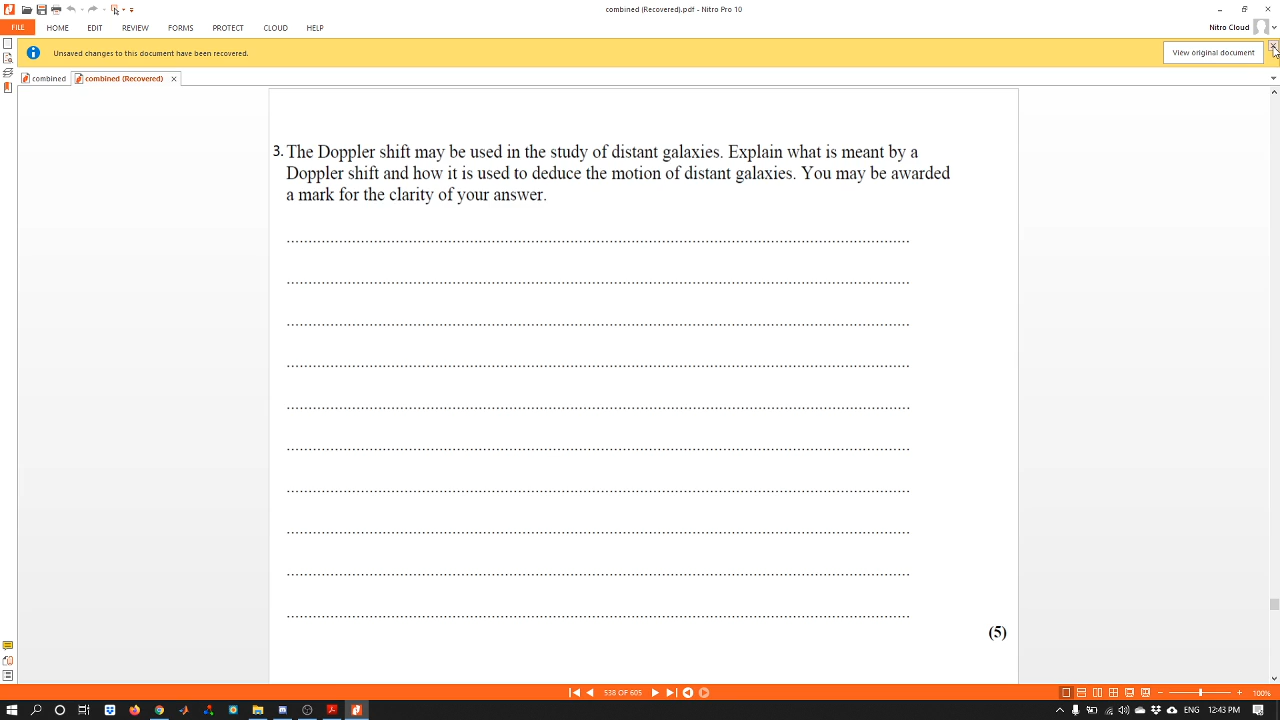 combined (Recovered).pdf - Nitro Pro 10
FILE HOME EDIT REVIEW FORMS PROTECT CLOUD HELP
Nitro Cloud
Unsaved changes to this document have been recovered.
View original document
combined combined (Recovered)
3. The Doppler shift may be used in the study of distant galaxies. Explain what is meant by a
Doppler shift and how it is used to deduce the motion of distant galaxies. You may be awarded
a mark for the clarity of your answer.
(5)
538 OF 605
100%
ENG 12:43 PM